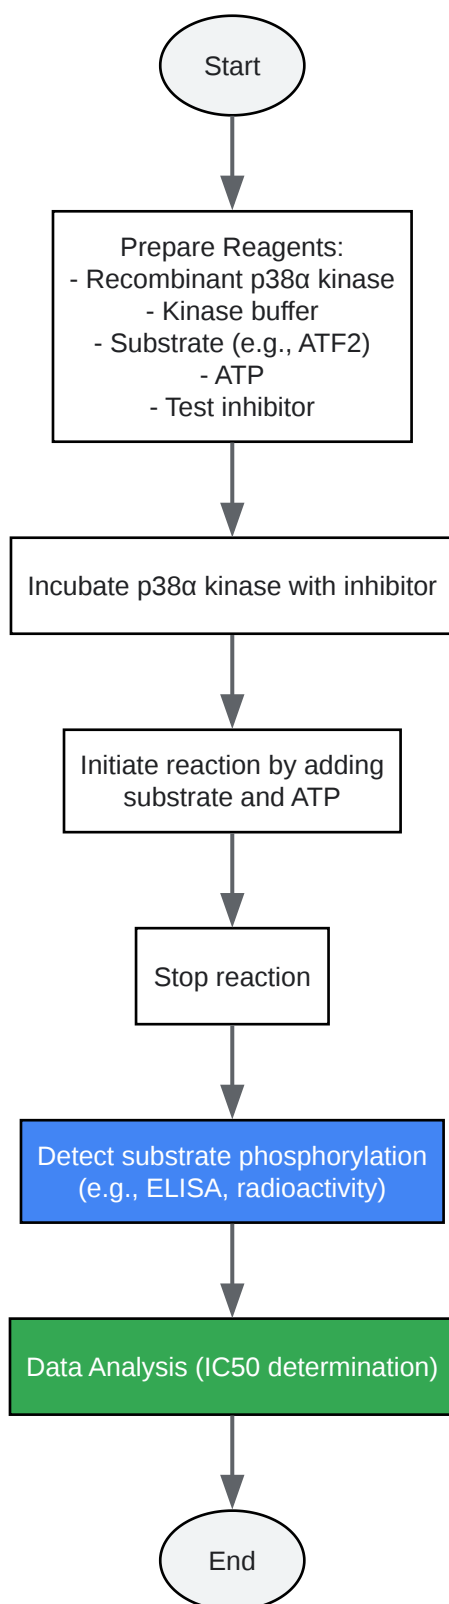 Start
Prepare Reagents:
- Recombinant p38α kinase
- Kinase buffer
- Substrate (e.g., ATF2)
- ATP
- Test inhibitor
Incubate p38α kinase with inhibitor
Initiate reaction by adding
substrate and ATP
Stop reaction
Detect substrate phosphorylation
(e.g., ELISA, radioactivity)
Data Analysis (IC50 determination)
End